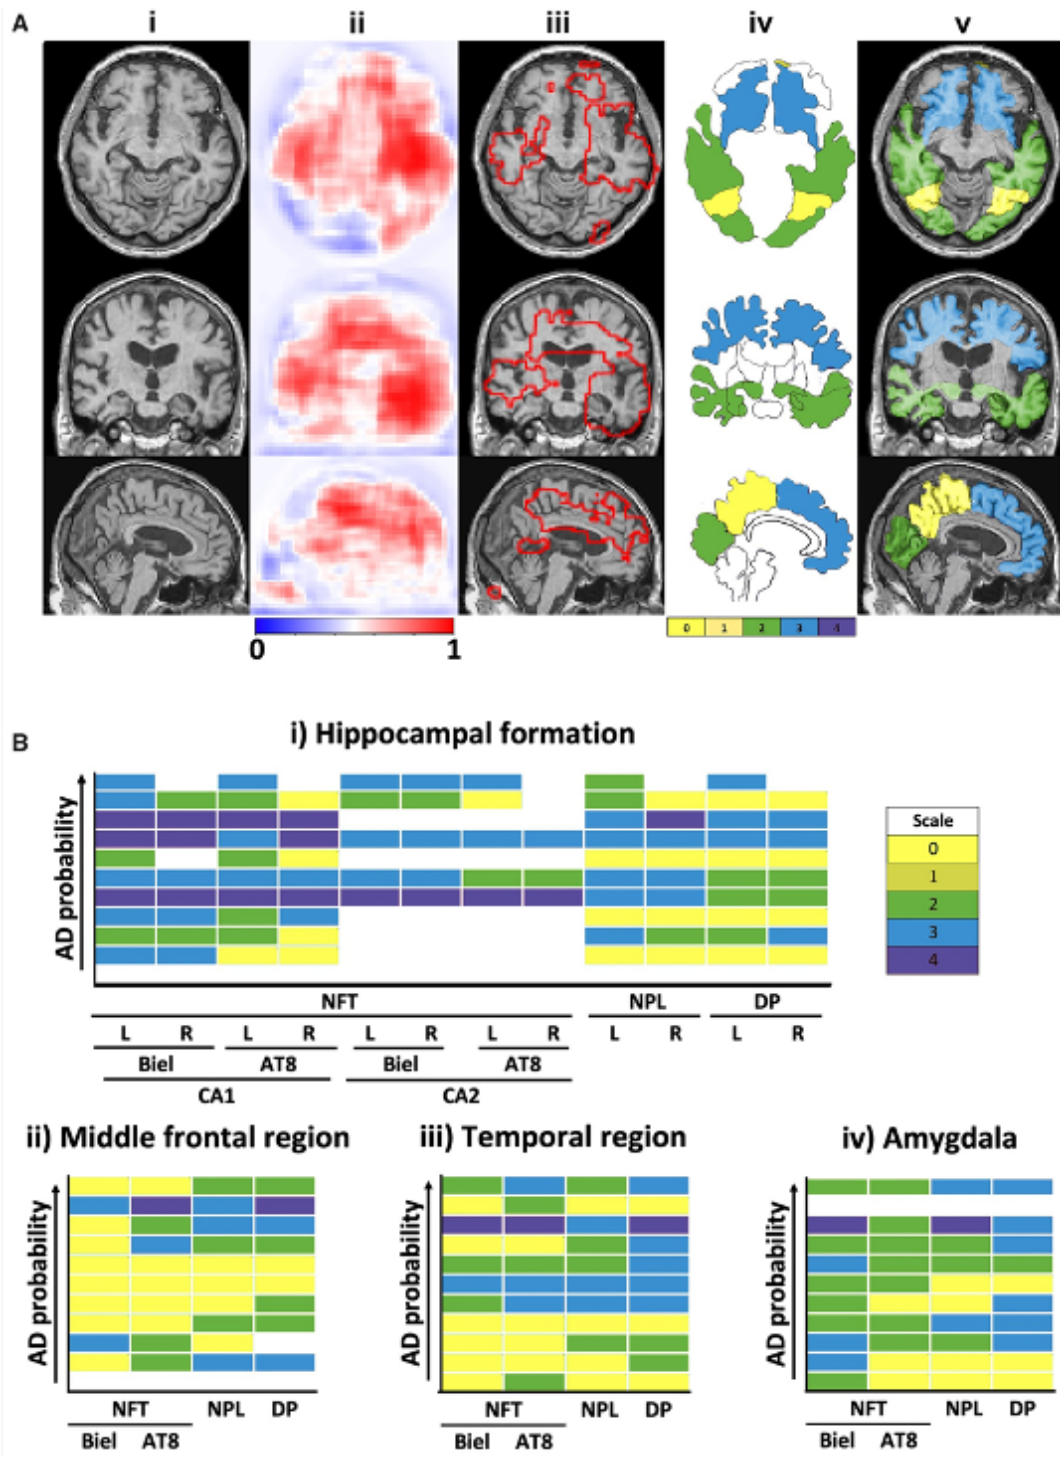 A
i ii iii iv v
0 1
0 1 2 3 4
B
i) Hippocampal formation
AD probability
Scale
0
1
2
3
4
NFT NPL DP
L R L R L R L R L R L R
Biel AT8 Biel AT8
CA1 CA2
ii) Middle frontal region
AD probability
NFT NPL DP
Biel AT8
iii) Temporal region
AD probability
NFT NPL DP
Biel AT8
iv) Amygdala
AD probability
NFT NPL DP
Biel AT8